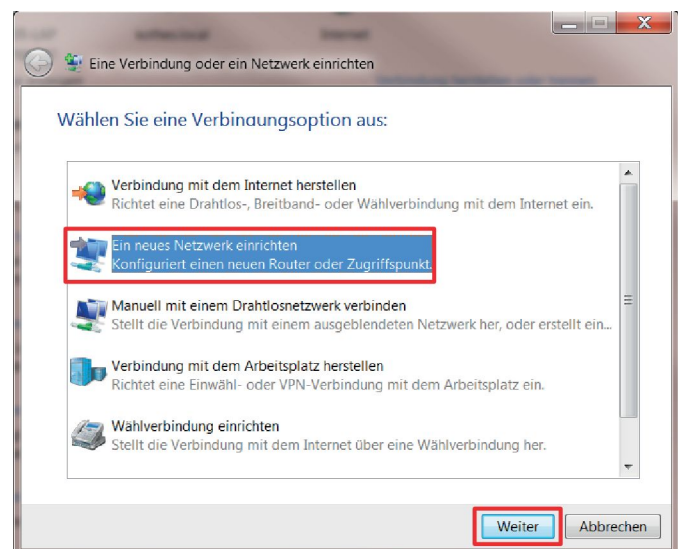 Eine Verbindung oder ein Netzwerk einrichten
Wählen Sie eine Verbindungsoption aus:
Verbindung mit dem Internet herstellen
Richtet eine Drahtlos-, Breitband- oder Wählverbindung mit dem Internet ein.
Ein neues Netzwerk einrichten
Konfiguriert einen neuen Router oder Zugriffspunkt.
Manuell mit einem Drahtlosnetzwerk verbinden
Stellt die Verbindung mit einem ausgeblendeten Netzwerk her, oder erstellt ein...
Verbindung mit dem Arbeitsplatz herstellen
Richtet eine Einwähl- oder VPN-Verbindung mit dem Arbeitsplatz ein.
Wählverbindung einrichten
Stellt die Verbindung mit dem Internet über eine Wählverbindung her.
Weiter
Abbrechen